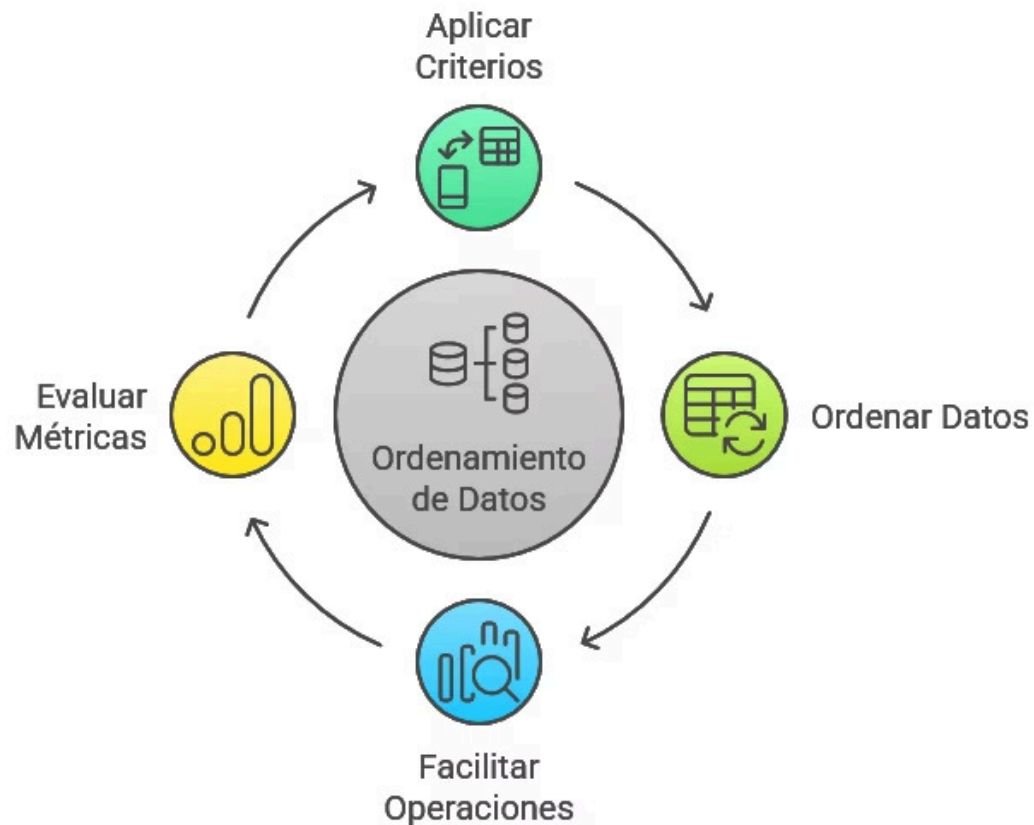 Aplicar
Criterios
Evaluar
Métricas
Ordenamiento
de Datos
Ordenar Datos
Facilitar
Operaciones